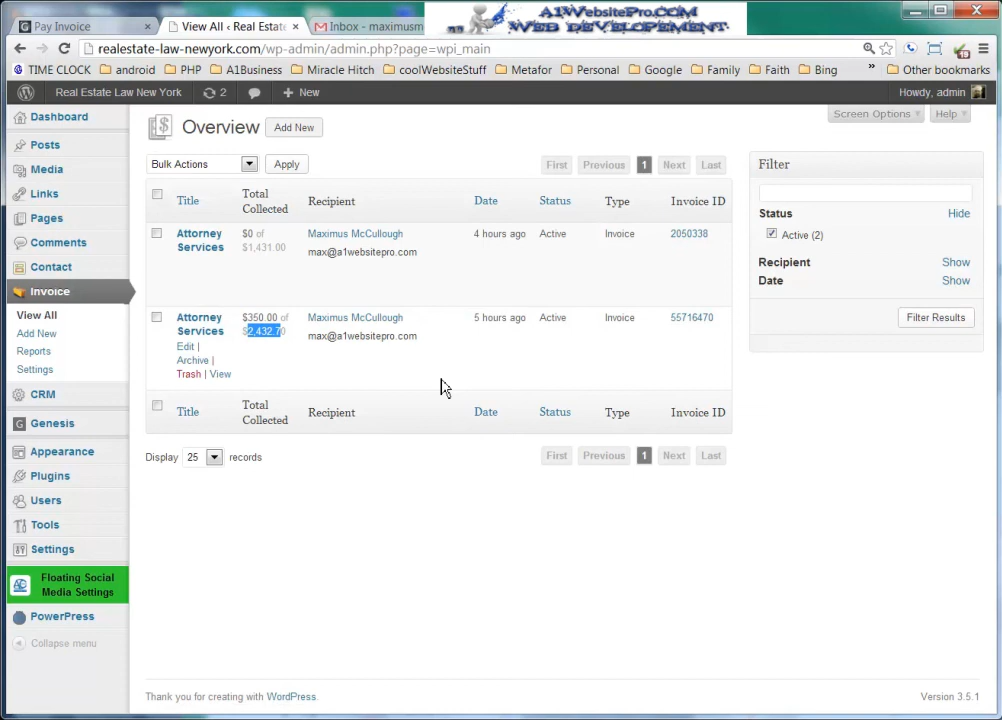 Pay Invoice
View All ‹ Real Estate
Inbox - maximusm
A1WebsitePro.COM
WEB DEVELOPEMENT
realestate-law-newyork.com/wp-admin/admin.php?page=wpi_main
TIME CLOCK android PHP A1Business Miracle Hitch coolWebsiteStuff Metafor Personal Google Family Faith Bing » Other bookmarks
Real Estate Law New York 2 + New Howdy, admin
Dashboard
Posts
Media
Links
Pages
Comments
Contact
Invoice
View All
Add New
Reports
Settings
CRM
Genesis
Appearance
Plugins
Users
Tools
Settings
Floating Social
Media Settings
PowerPress
Collapse menu
Screen Options Help
Overview Add New
Bulk Actions Apply
First Previous 1 Next Last
Title Total Collected Recipient Date Status Type Invoice ID
Attorney Services $0 of $1,431.00 Maximus McCullough 4 hours ago Active Invoice 2050338
max@a1websitepro.com
Attorney Services $350.00 of $2,432.70 Maximus McCullough 5 hours ago Active Invoice 55716470
max@a1websitepro.com
Edit |
Archive |
Trash | View
Title Total Collected Recipient Date Status Type Invoice ID
Display 25 records
First Previous 1 Next Last
Filter
Status Hide
Active (2)
Recipient Show
Date Show
Filter Results
Thank you for creating with WordPress.
Version 3.5.1